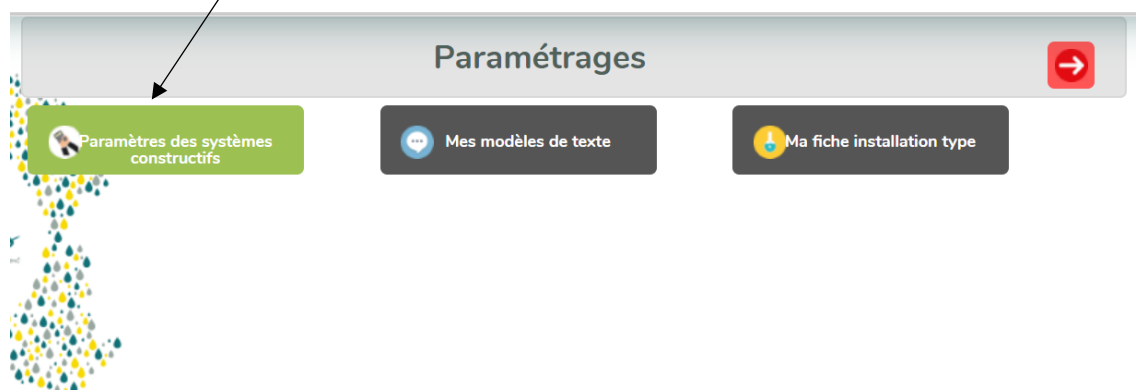 Paramétrages
Paramètres des systèmes
constructifs
Mes modèles de texte
Ma fiche installation type